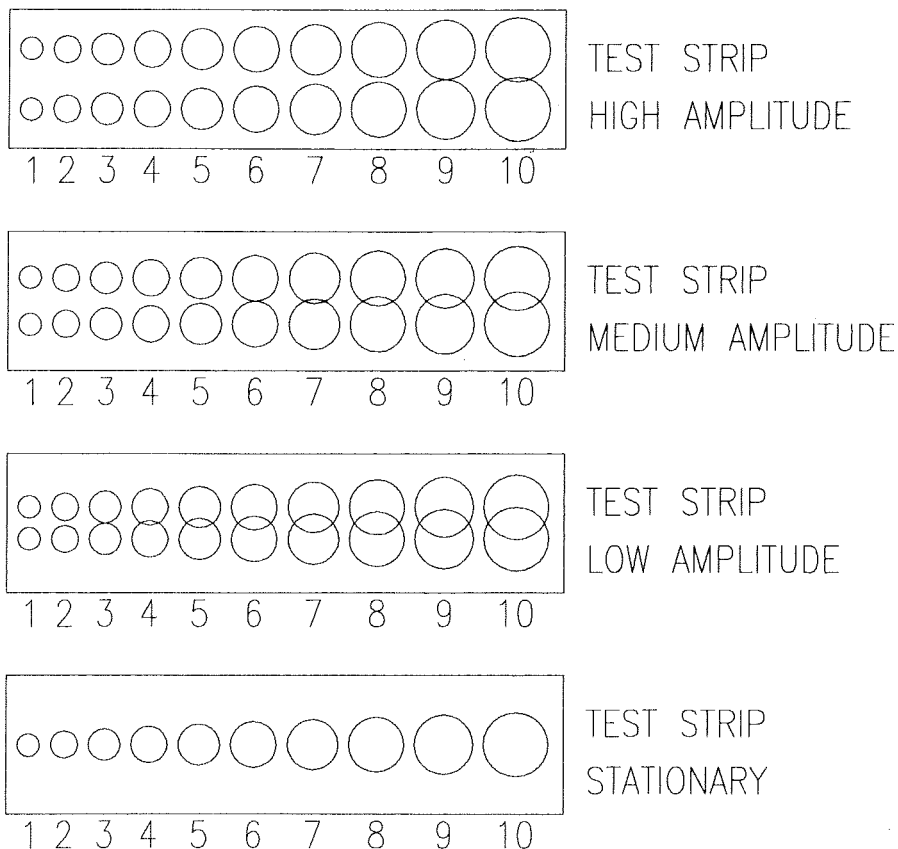 TEST STRIP
HIGH AMPLITUDE
1 2 3 4 5 6 7 8 9 10
TEST STRIP
MEDIUM AMPLITUDE
1 2 3 4 5 6 7 8 9 10
TEST STRIP
LOW AMPLITUDE
1 2 3 4 5 6 7 8 9 10
TEST STRIP
STATIONARY
1 2 3 4 5 6 7 8 9 10